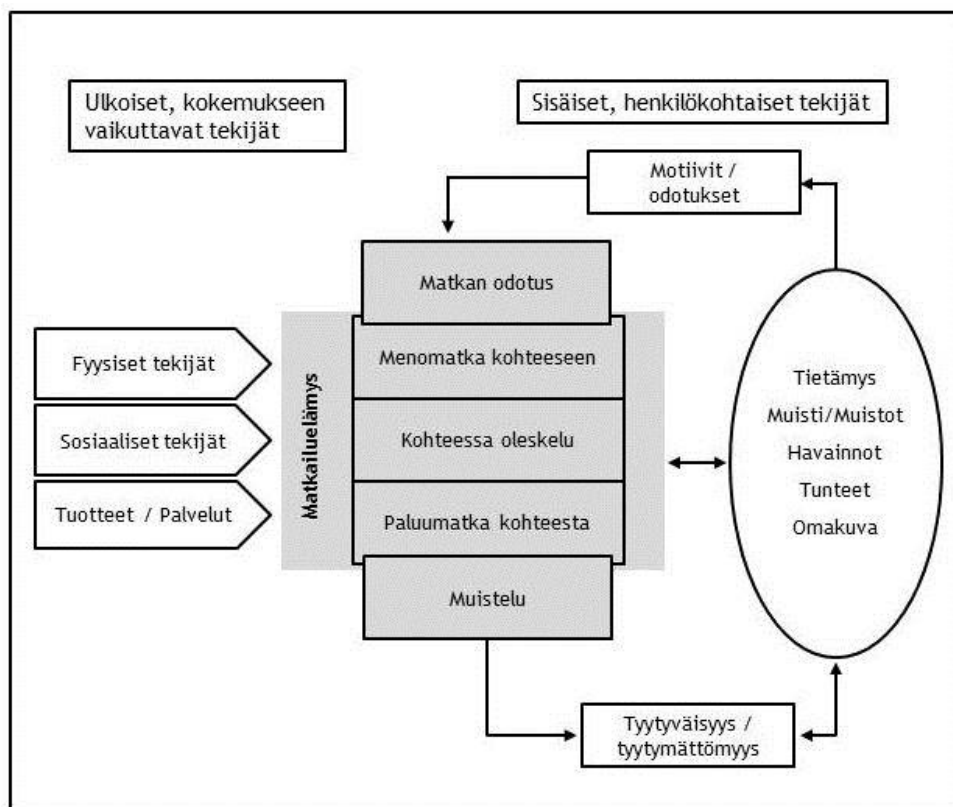 Ulkoiset, kokemukseen
vaikuttavat tekijät
Sisäiset, henkilökohtaiset tekijät
Motiivit /
odotukset
Matkan odotus
Fyysiset tekijät
Sosiaaliset tekijät
Tuotteet / Palvelut
Matkailuelämys
Menomatka kohteeseen
Kohteessa oleskelu
Paluumatka kohteesta
Muistelu
Tietämys
Muisti/Muistot
Havainnot
Tunteet
Omakuva
Tyytyväisyys /
tyytymättömyys